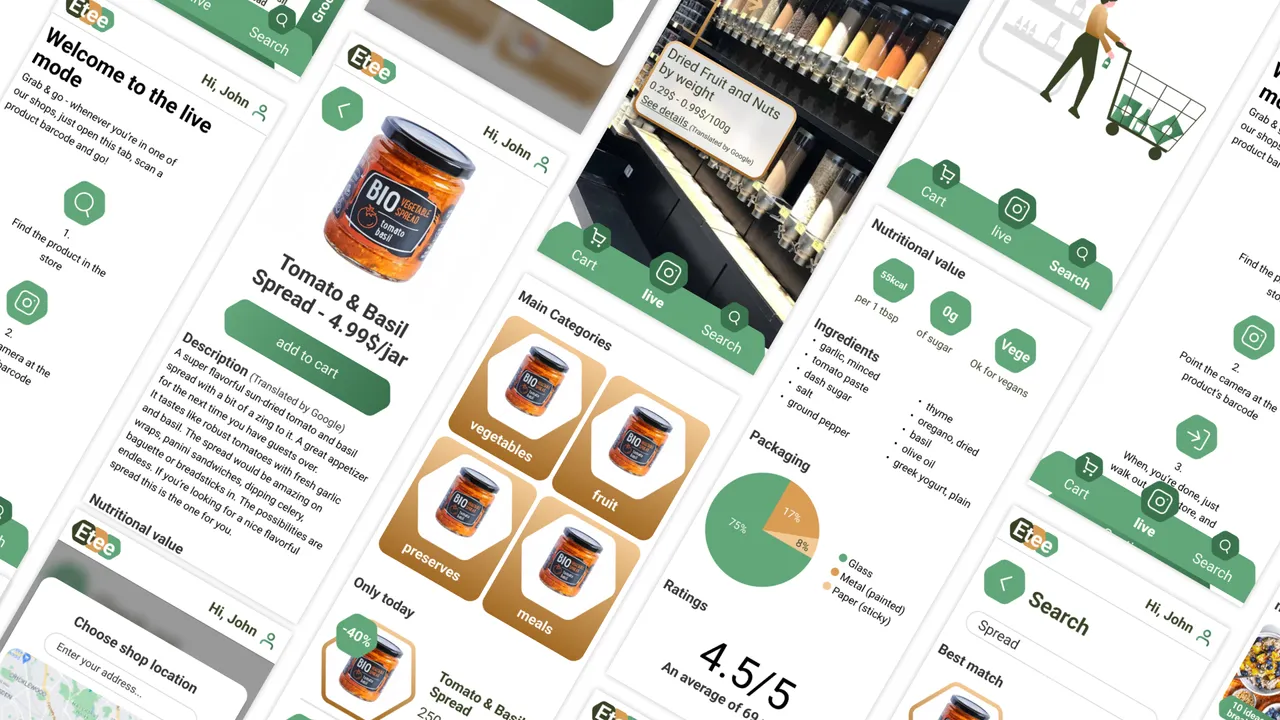 Etee
Hi, John
Welcome to the live
mode
Grab & go - whenever you're in one of
our shops, just open this tab, scan a
product barcode and go!
1.
Find the product in the
store
2.
camera at the
barcode
Search
live
Search
Etee
Hi, John
BIO
VEGETABLE
SPREAD
tomato
basil
Tomato & Basil
Spread - 4.99$/jar
add to cart
Description (Translated by Google)
A super flavorful sun-dried tomato and basil
spread with a bit of a zing to it. A great appetizer
for the next time you have guests over.
It tastes like robust tomatoes with fresh garlic
and basil. The spread would be amazing on
wraps, panini sandwiches, dipping celery,
baguette or breadsticks in. The possibilities are
endless. If you're looking for a nice flavorful
spread this is the one for you.
Nutritional value
Etee
Hi, John
Choose shop location
Enter your address...
Dried Fruit and Nuts
by weight
0.29$ - 0.99$/100g
See details (Translated by Google)
Cart
live
Search
Main Categories
BIO
vegetables
BIO
fruit
BIO
preserves
BIO
meals
Only today
-40%
BIO
Tomato & Basil
Spread
Cart
live
Search
Nutritional value
55kcal
per 1 tbsp
0g
of sugar
Vege
Ok for vegans
Ingredients
• garlic, minced
• tomato paste
• dash sugar
• salt
• ground pepper
• thyme
• oregano, dried
• basil
• olive oil
• greek yogurt, plain
Packaging
75%
17%
8%
Glass
Metal (painted)
Paper (sticky)
Ratings
4.5/5
An average of 69
Etee
Point the camera at the
product's barcode
3.
When, you're done, just
walk out
store, and
Cart
live
Search
Etee
Hi, John
Search
Spread
Best match
2.
10 idea